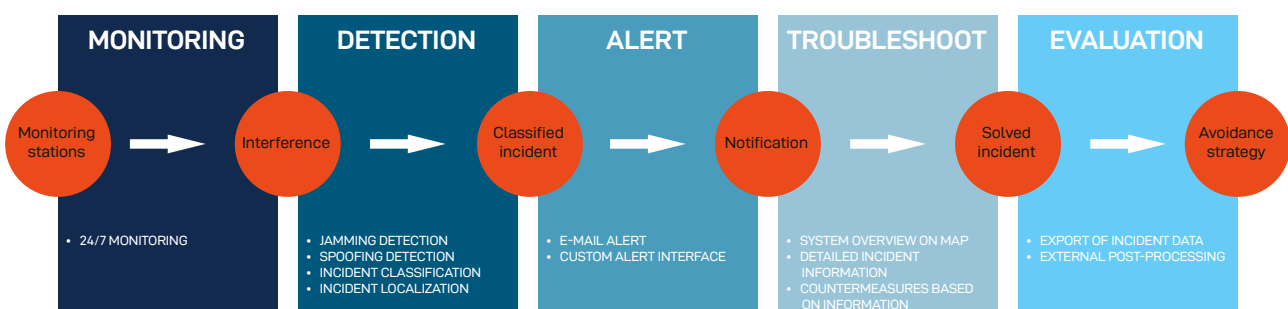 MONITORING
DETECTION
ALERT
TROUBLESHOOT
EVALUATION
Monitoring
stations
Interference
Classified
incident
Notification
Solved
incident
Avoidance
strategy
• 24/7 MONITORING
• JAMMING DETECTION
• SPOOFING DETECTION
• INCIDENT CLASSIFICATION
• INCIDENT LOCALIZATION
• E-MAIL ALERT
• CUSTOM ALERT INTERFACE
• SYSTEM OVERVIEW ON MAP
• DETAILED INCIDENT
INFORMATION
• COUNTERMEASURES BASED
ON INFORMATION
• EXPORT OF INCIDENT DATA
• EXTERNAL POST-PROCESSING